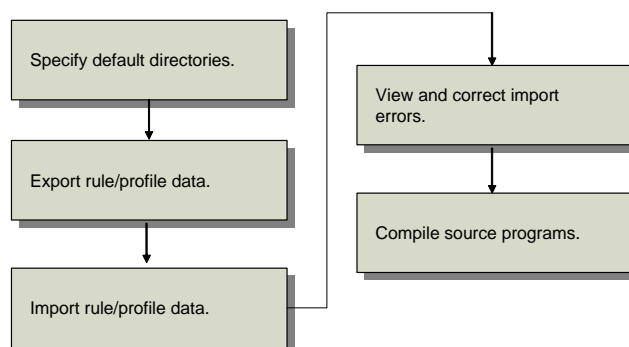 Specify default directories.
Export rule/profile data.
Import rule/profile data.
View and correct import
errors.
Compile source programs.